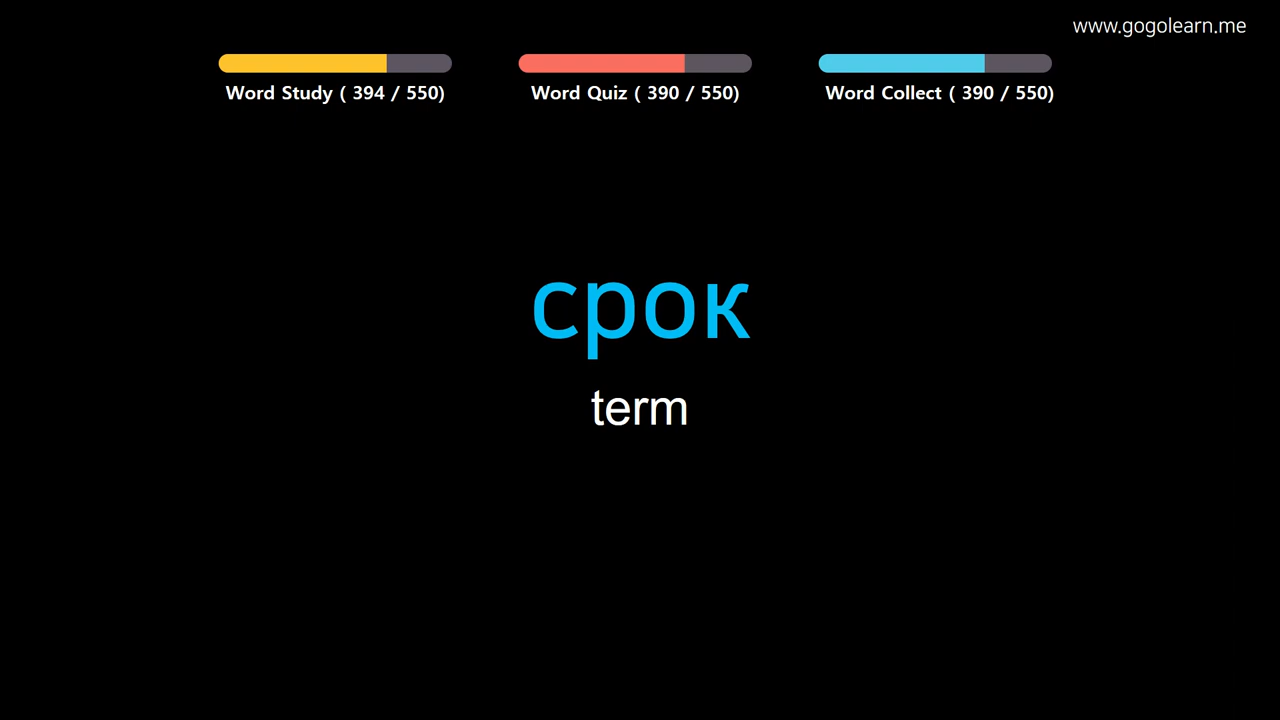 www.gogolearn.me
Word Study ( 394 / 550)
Word Quiz ( 390 / 550)
Word Collect ( 390 / 550)
срок
term